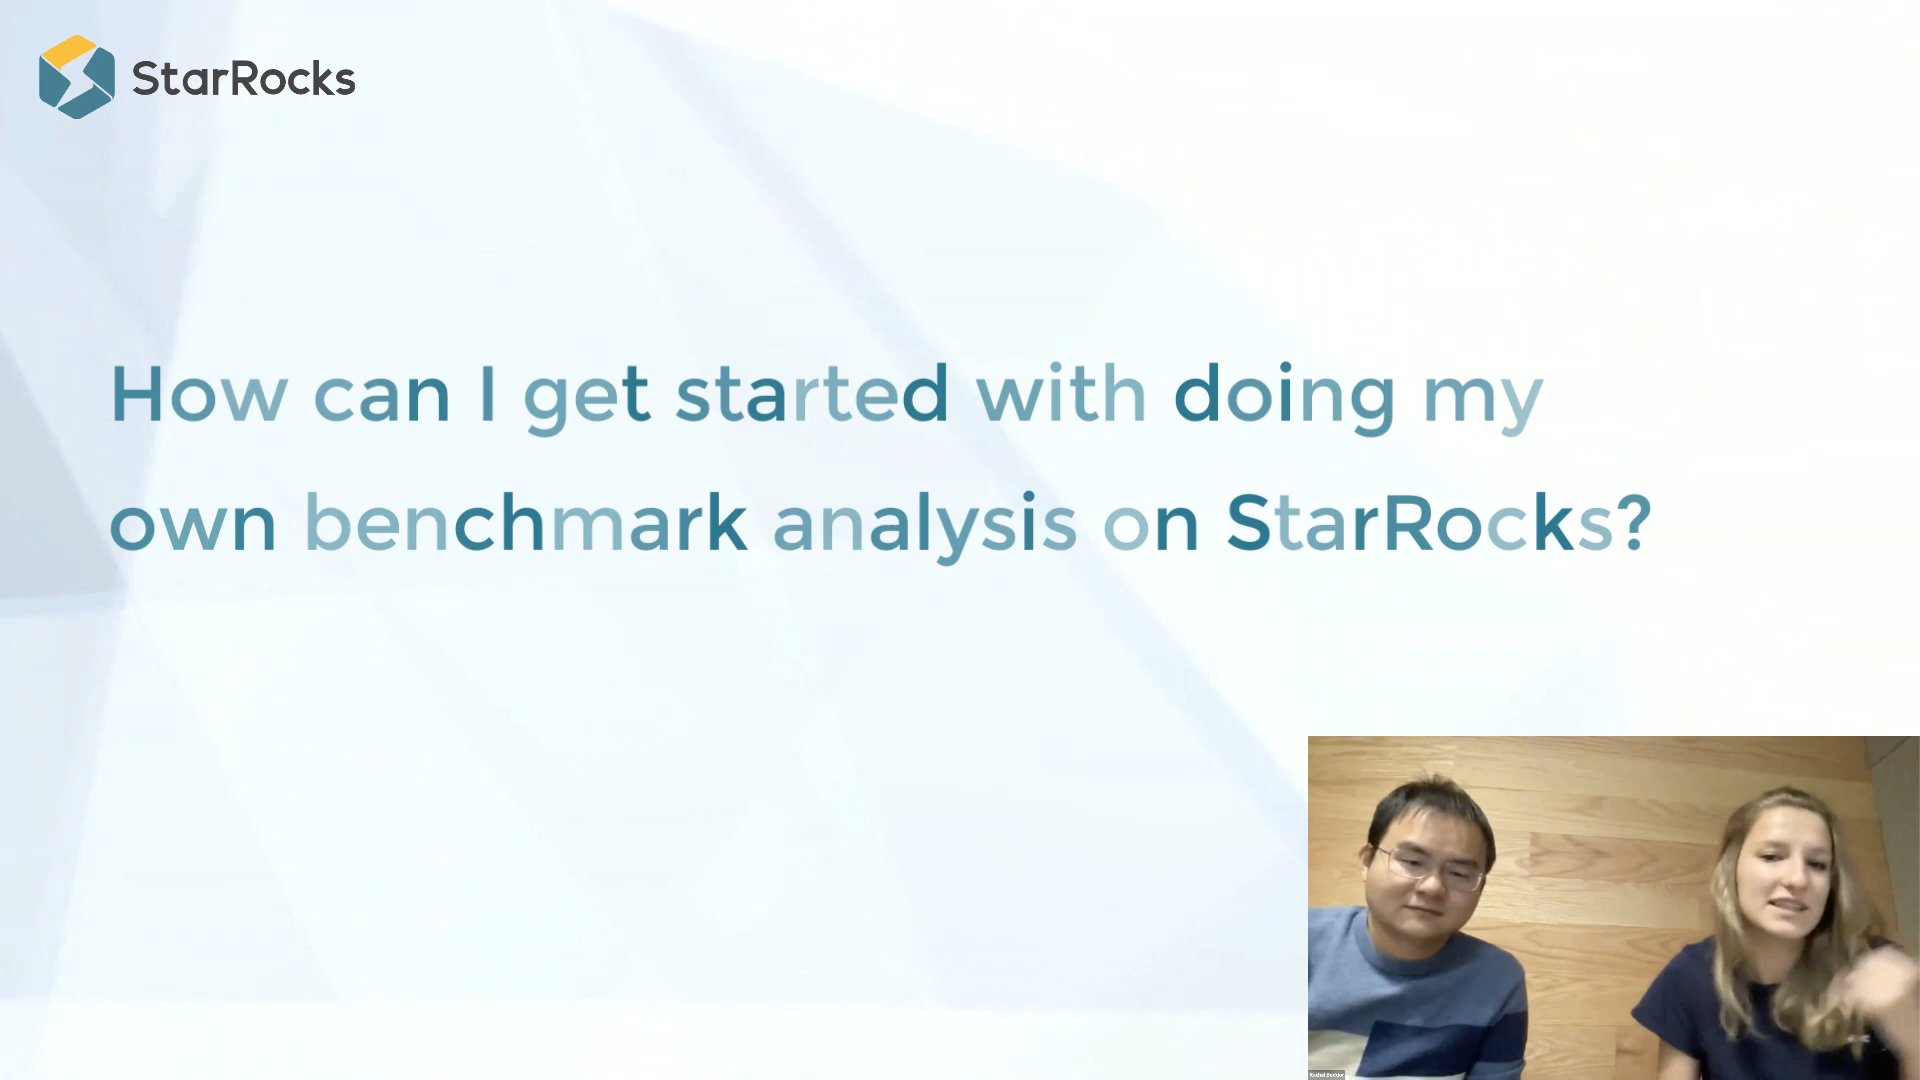 StarRocks
How can I get started with doing my
own benchmark analysis on StarRocks?